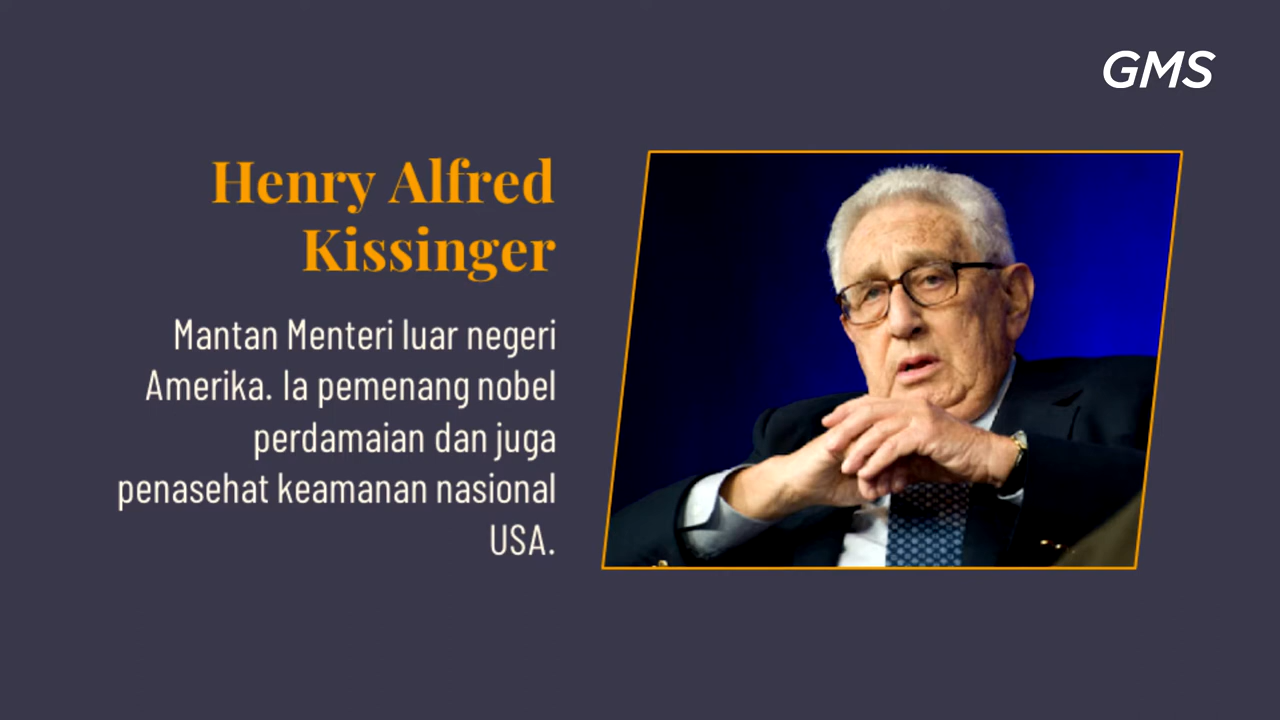 GMS
Henry Alfred
Kissinger
Mantan Menteri luar negeri
Amerika. Ia pemenang nobel
perdamaian dan juga
penasehat keamanan nasional
USA.